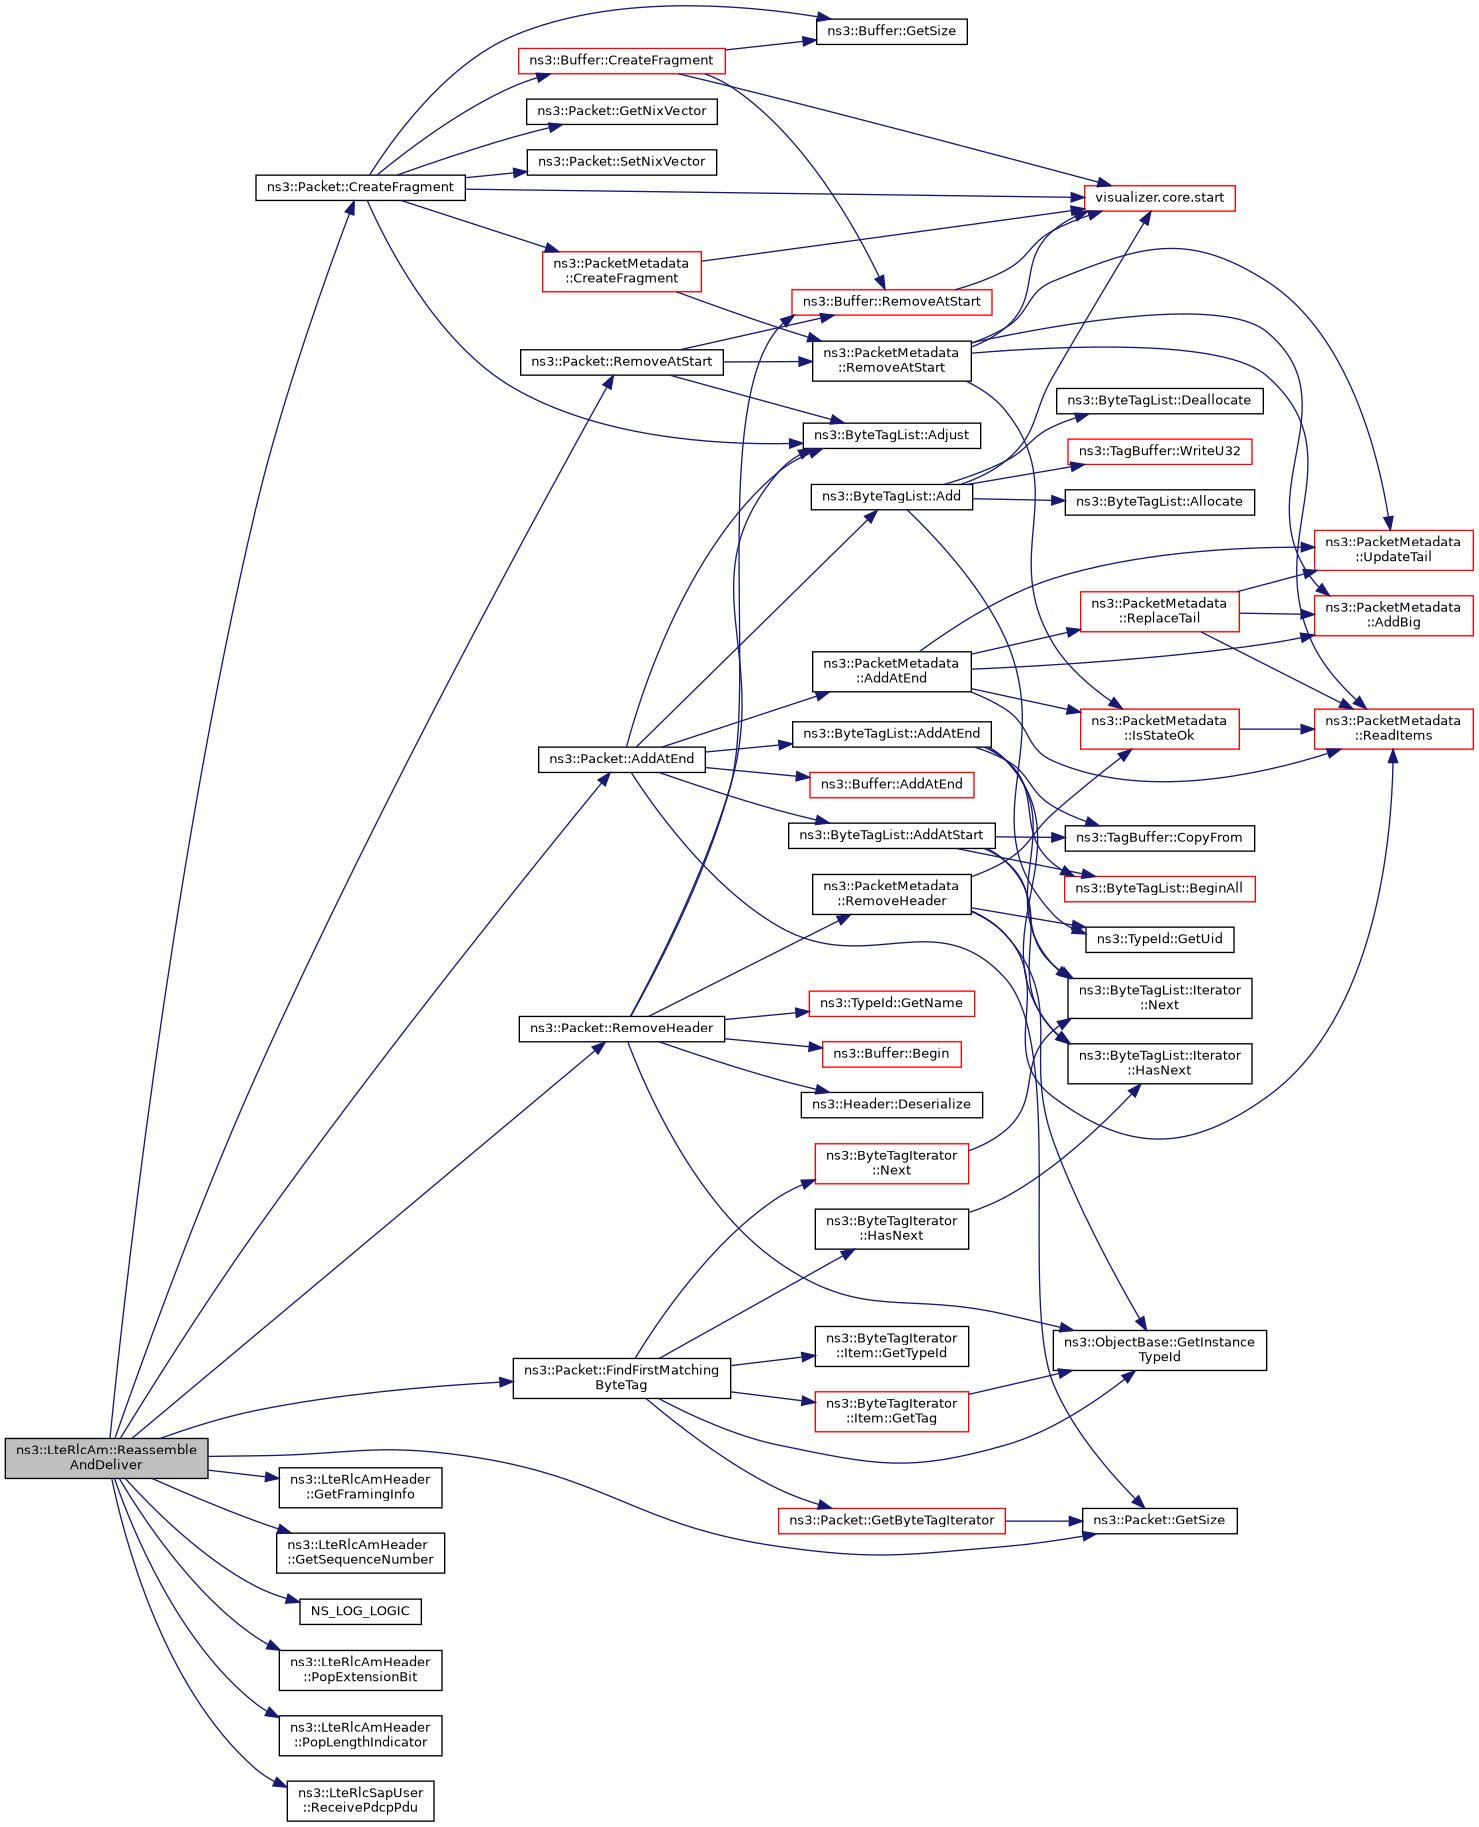 ns3::Buffer::GetSize
ns3::Buffer::CreateFragment
ns3::Packet::GetNixVector
ns3::Packet::SetNixVector
ns3::Packet::CreateFragment
visualizer.core.start
ns3::PacketMetadata
::CreateFragment
ns3::Buffer::RemoveAtStart
ns3::Packet::RemoveAtStart
ns3::PacketMetadata
::RemoveAtStart
ns3::ByteTagList::Deallocate
ns3::ByteTagList::Adjust
ns3::TagBuffer::WriteU32
ns3::ByteTagList::Add
ns3::ByteTagList::Allocate
ns3::PacketMetadata
::UpdateTail
ns3::PacketMetadata
::ReplaceTail
ns3::PacketMetadata
::AddBig
ns3::PacketMetadata
::AddAtEnd
ns3::PacketMetadata
::IsStateOk
ns3::PacketMetadata
::ReadItems
ns3::ByteTagList::AddAtEnd
ns3::Packet::AddAtEnd
ns3::Buffer::AddAtEnd
ns3::ByteTagList::AddAtStart
ns3::TagBuffer::CopyFrom
ns3::PacketMetadata
::RemoveHeader
ns3::ByteTagList::BeginAll
ns3::TypeId::GetUid
ns3::ByteTagList::Iterator
::Next
ns3::TypeId::GetName
ns3::Packet::RemoveHeader
ns3::Buffer::Begin
ns3::ByteTagList::Iterator
::HasNext
ns3::Header::Deserialize
ns3::ByteTagIterator
::Next
ns3::ByteTagIterator
::HasNext
ns3::ByteTagIterator
::Item::GetTypeId
ns3::ObjectBase::GetInstance
TypeId
ns3::Packet::FindFirstMatching
ByteTag
ns3::ByteTagIterator
::Item::GetTag
ns3::LteRlcAm::Reassemble
AndDeliver
ns3::LteRlcAmHeader
::GetFramingInfo
ns3::Packet::GetByteTagIterator
ns3::Packet::GetSize
ns3::LteRlcAmHeader
::GetSequenceNumber
NS_LOG_LOGIC
ns3::LteRlcAmHeader
::PopExtensionBit
ns3::LteRlcAmHeader
::PopLengthIndicator
ns3::LteRlcSapUser
::ReceivePdcpPdu